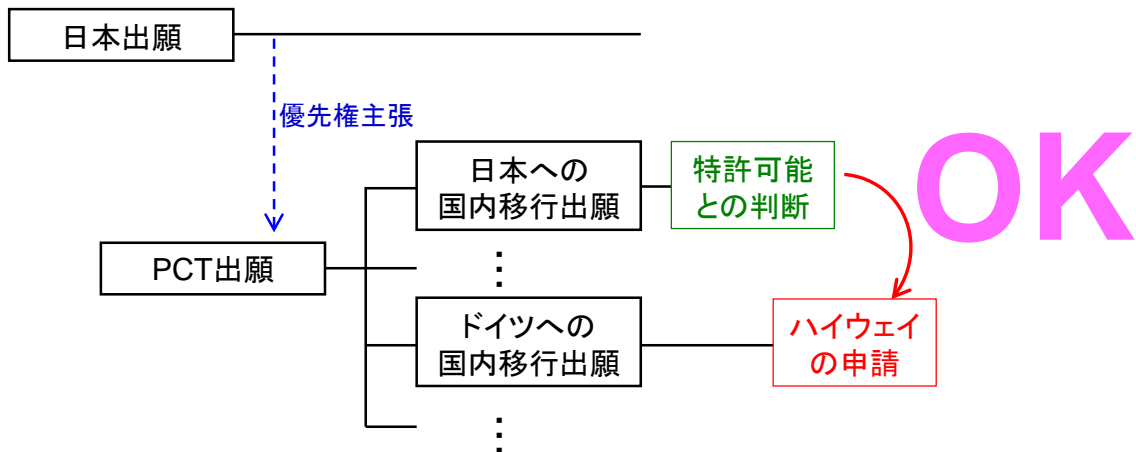 日本出願
優先権主張
日本への
国内移行出願
特許可能
との判断
OK
PCT出願
⋮
ドイツへの
国内移行出願
ハイウェイ
の申請
⋮